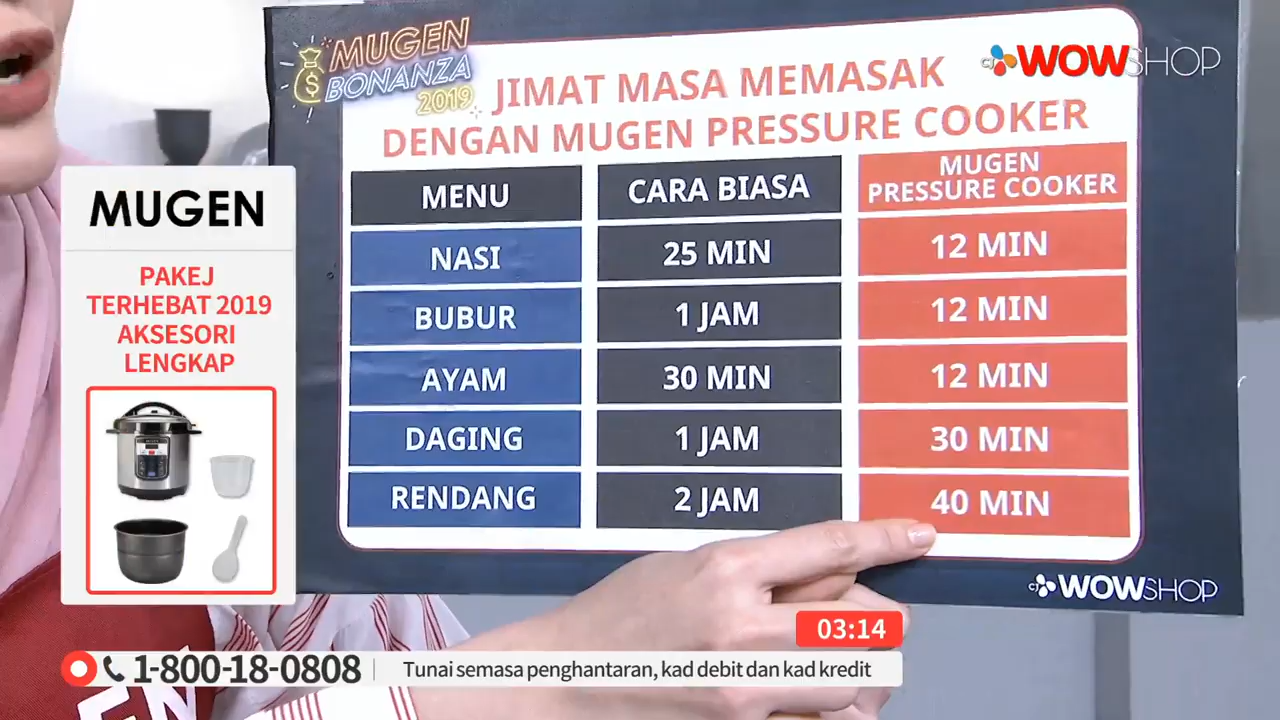 MUGEN
BONANZA
2019
CJ WOWSHOP
JIMAT MASA MEMASAK
DENGAN MUGEN PRESSURE COOKER
MENU
CARA BIASA
MUGEN
PRESSURE COOKER
NASI
25 MIN
12 MIN
BUBUR
1 JAM
12 MIN
AYAM
30 MIN
12 MIN
DAGING
1 JAM
30 MIN
RENDANG
2 JAM
40 MIN
CJ WOWSHOP
MUGEN
PAKEJ
TERHEBAT 2019
AKSESORI
LENGKAP
03:14
1-800-18-0808
Tunai semasa penghantaran, kad debit dan kad kredit